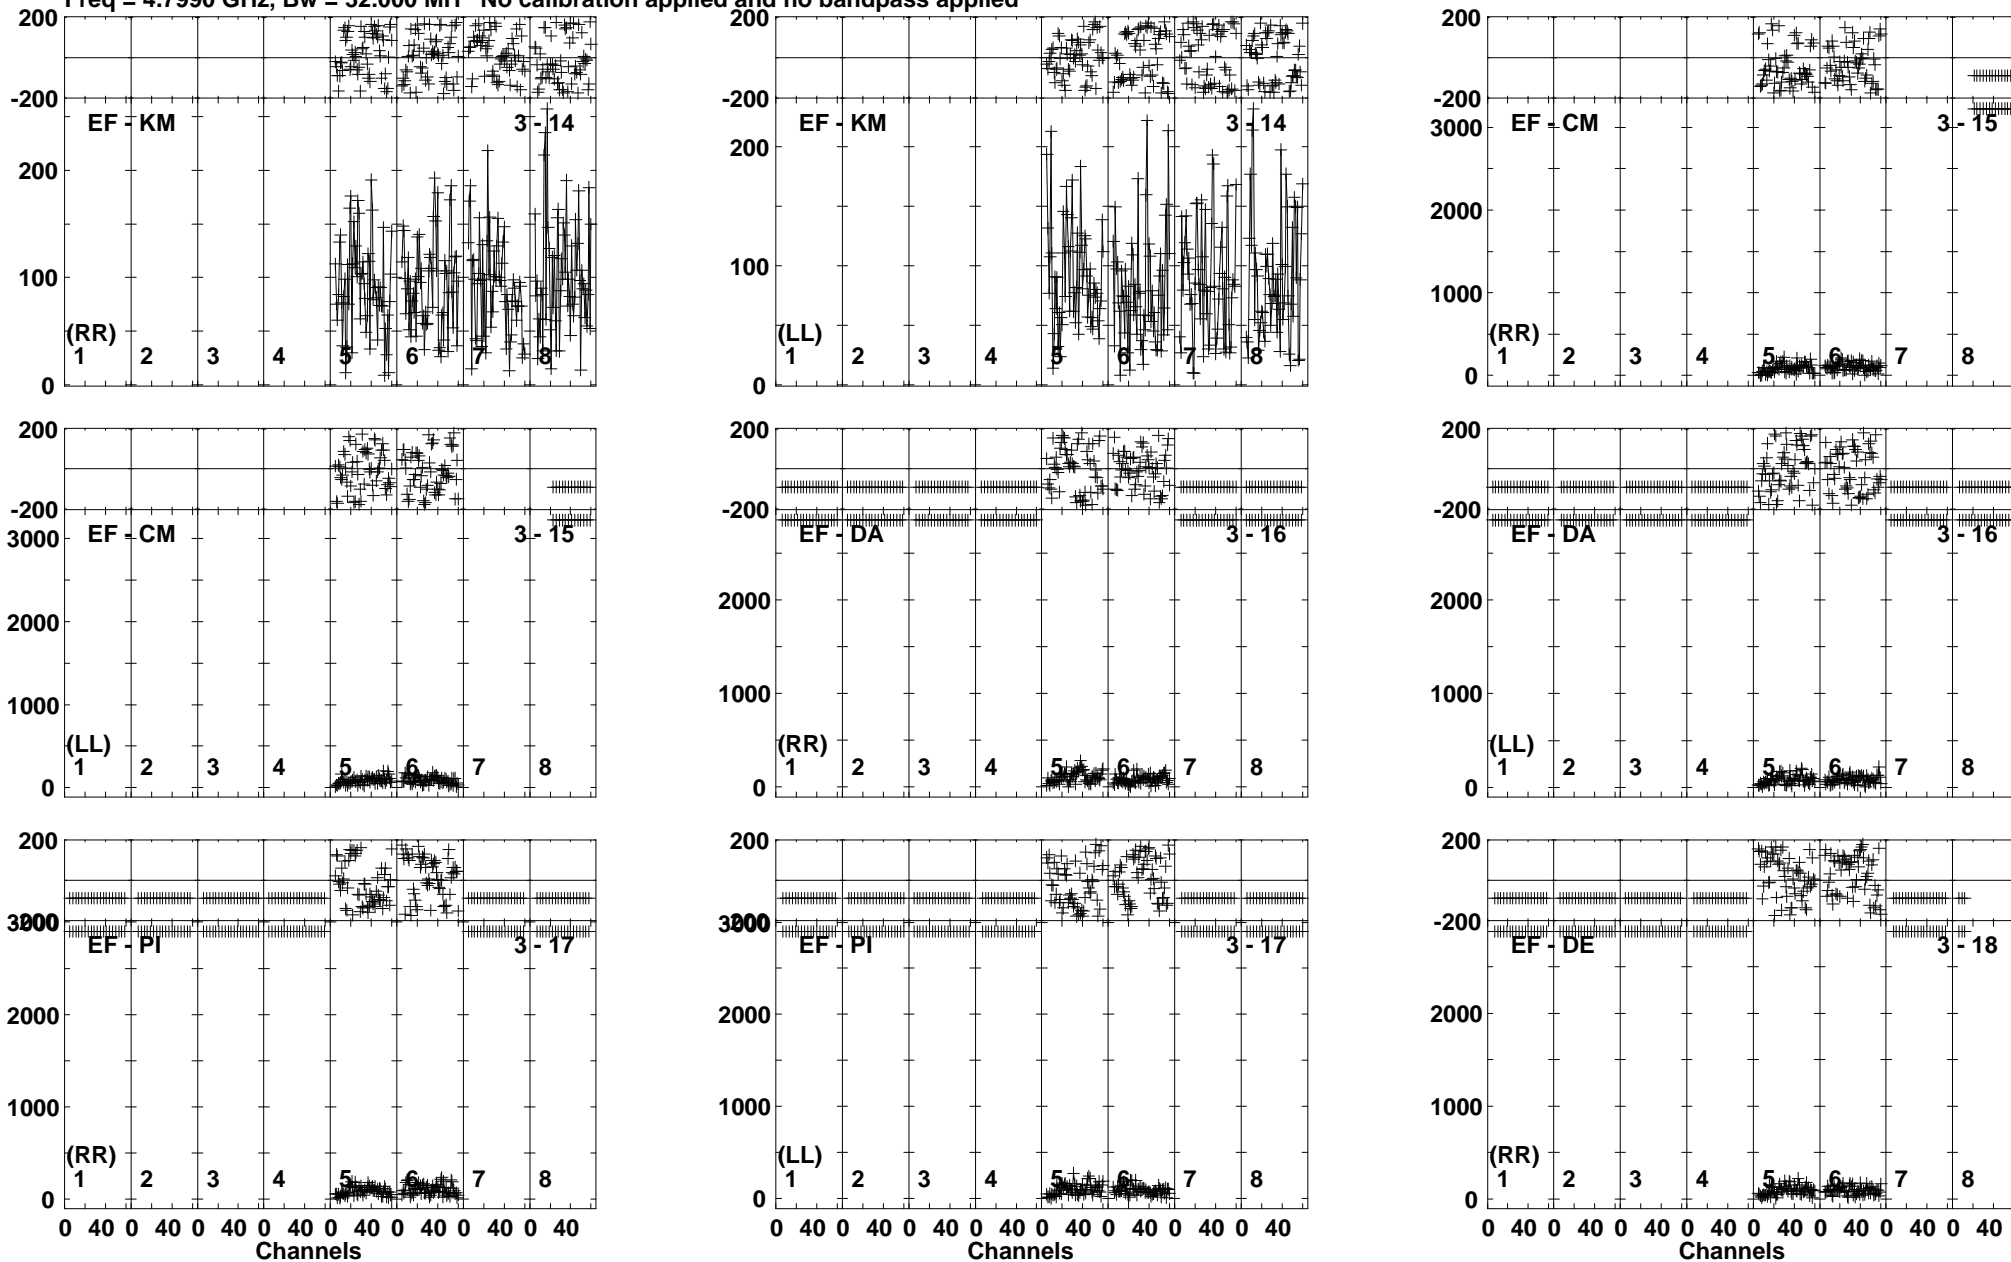 Freq = 4.7990 GHz, Bw = 32.000 MH No calibration applied and no bandpass applied
200 200 200
-200 -200 -200
EF - KM 3 - 14 EF - KM 3 - 14 EF - CM 3 - 15
3000
200 200 2000
100 100 1000
(RR) (LL) (RR)
1 2 3 4 5 6 7 8 1 2 3 4 5 6 7 8 1 2 3 4 5 6 7 8
0 0 0
200 200 200
-200 -200 -200
EF - CM 3 - 15 EF - DA 3 - 16 EF - DA 3 - 16
3000
2000 2000 2000
1000 1000 1000
(LL) (RR) (LL)
1 2 3 4 5 6 7 8 1 2 3 4 5 6 7 8 1 2 3 4 5 6 7 8
0 0 0
200 200 200
-200
EF - PI 3 - 17 EF - PI 3 - 17 EF - DE 3 - 18
2000 2000 2000
1000 1000 1000
(RR) (LL) (RR)
1 2 3 4 5 6 7 8 1 2 3 4 5 6 7 8 1 2 3 4 5 6 7 8
0 0 0
0 40 0 40 0 40 0 40 0 40 0 40 0 40 0 40 0 40 0 40 0 40 0 40 0 40 0 40 0 40 0 40 0 40 0 40 0 40 0 40 0 40 0 40 0 40 0 40
Channels Channels Channels